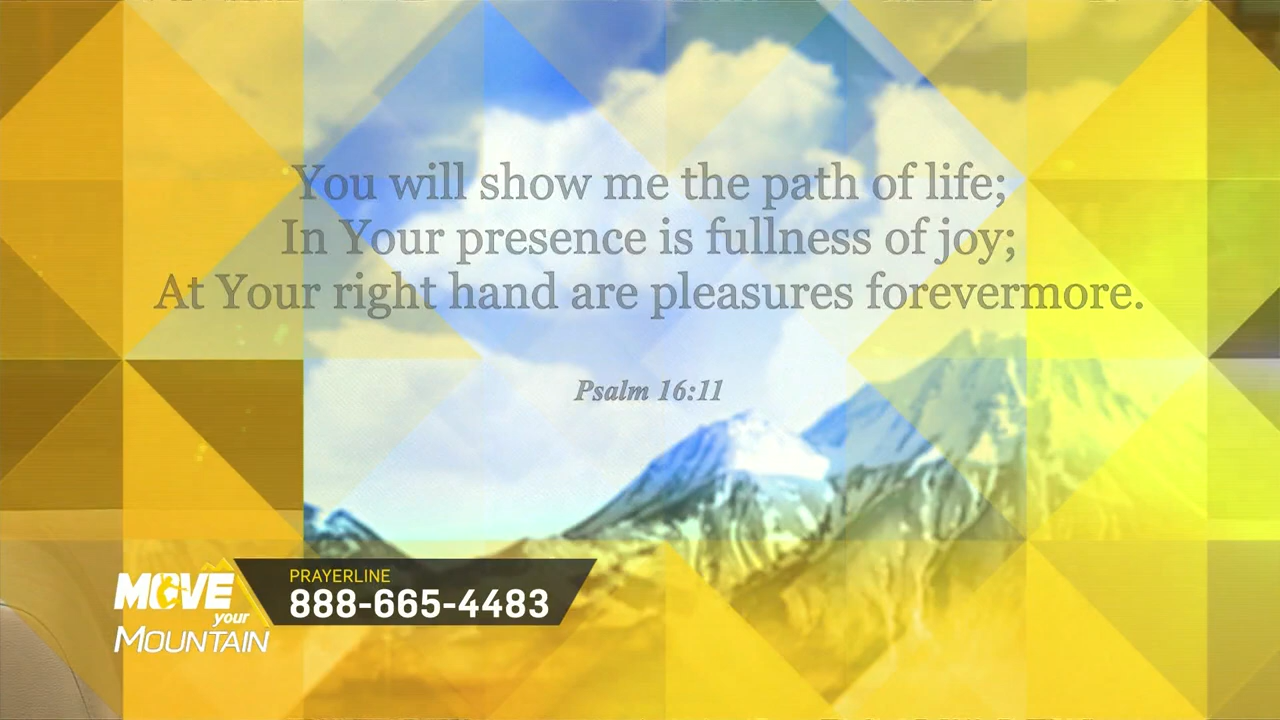 You will show me the path of life;
In Your presence is fullness of joy;
At Your right hand are pleasures forevermore.
Psalm 16:11
PRAYERLINE
888-665-4483
MOVE
your
MOUNTAIN